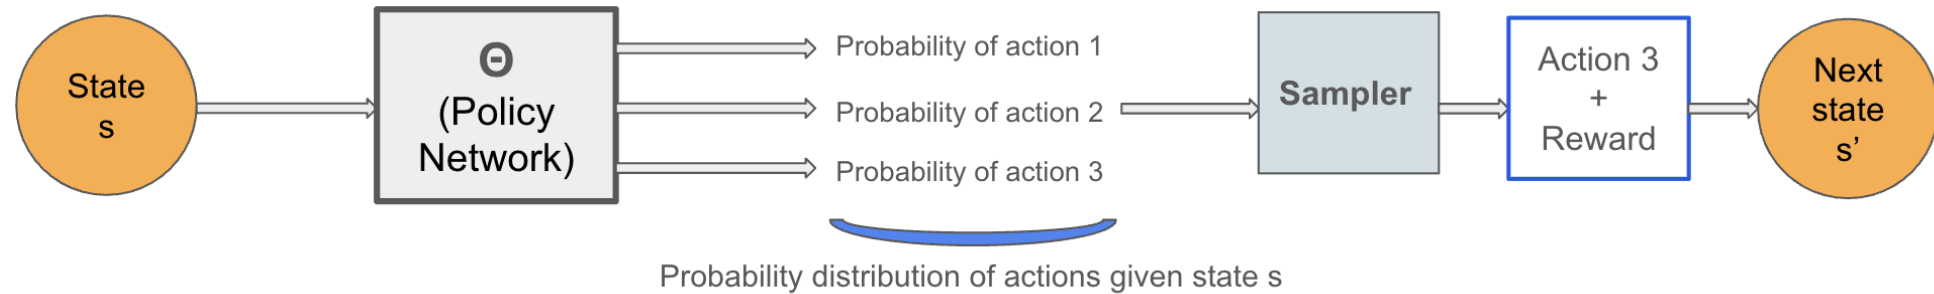 State
s
Θ
(Policy
Network)
Probability of action 1
Probability of action 2
Probability of action 3
Probability distribution of actions given state s
Sampler
Action 3
+
Reward
Next
state
s’